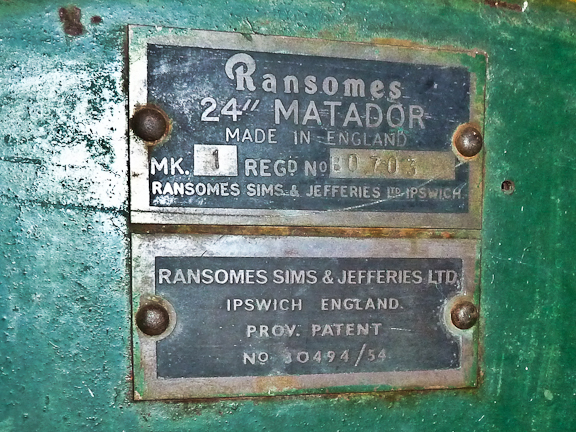 Ransomes
24" MATADOR
MADE IN ENGLAND
MK. 1 REGD No BO 703
RANSOMES SIMS & JEFFERIES LTD IPSWICH
RANSOMES SIMS & JEFFERIES LTD.
IPSWICH ENGLAND.
PROV. PATENT
No 30494/54